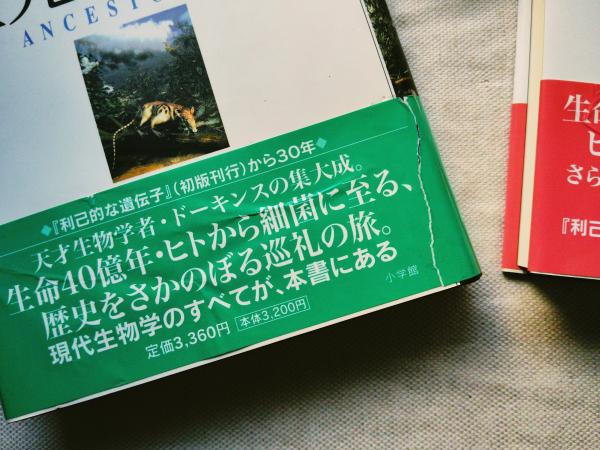 ANCESTO
◆『利己的な遺伝子』(初版刊行)から30年◆
天才生物学者・ドーキンスの集大成。
生命40億年・ヒトから細菌に至る、
歴史をさかのぼる巡礼の旅。
現代生物学のすべてが、本書にある
定価3,360円 本体3,200円
小学館
生命
ヒ
さら
『利己